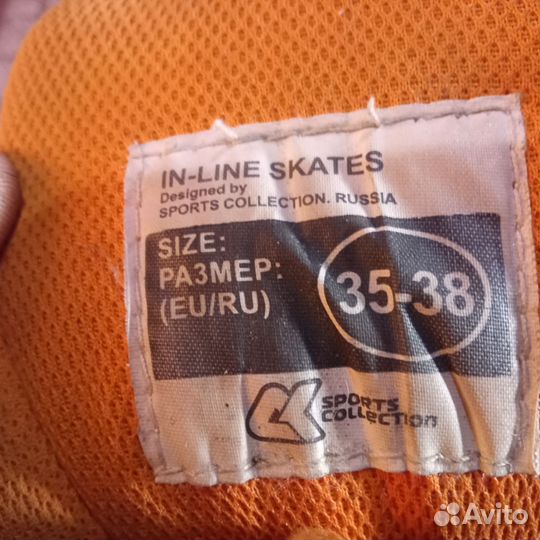 IN-LINE SKATES
Designed by
SPORTS COLLECTION. RUSSIA
SIZE:
РАЗМЕР:
(EU/RU)
35-38
SPORTS
COLLECTION
Avito